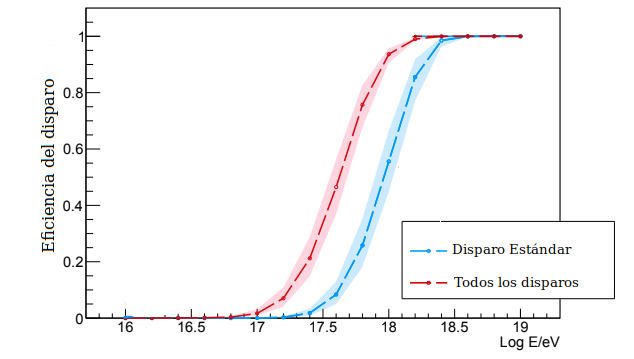 1
0.8
0.6
0.4
0.2
0
Eficiencia del disparo
Disparo Estándar
Todos los disparos
16 16.5 17 17.5 18 18.5 19
Log E/eV